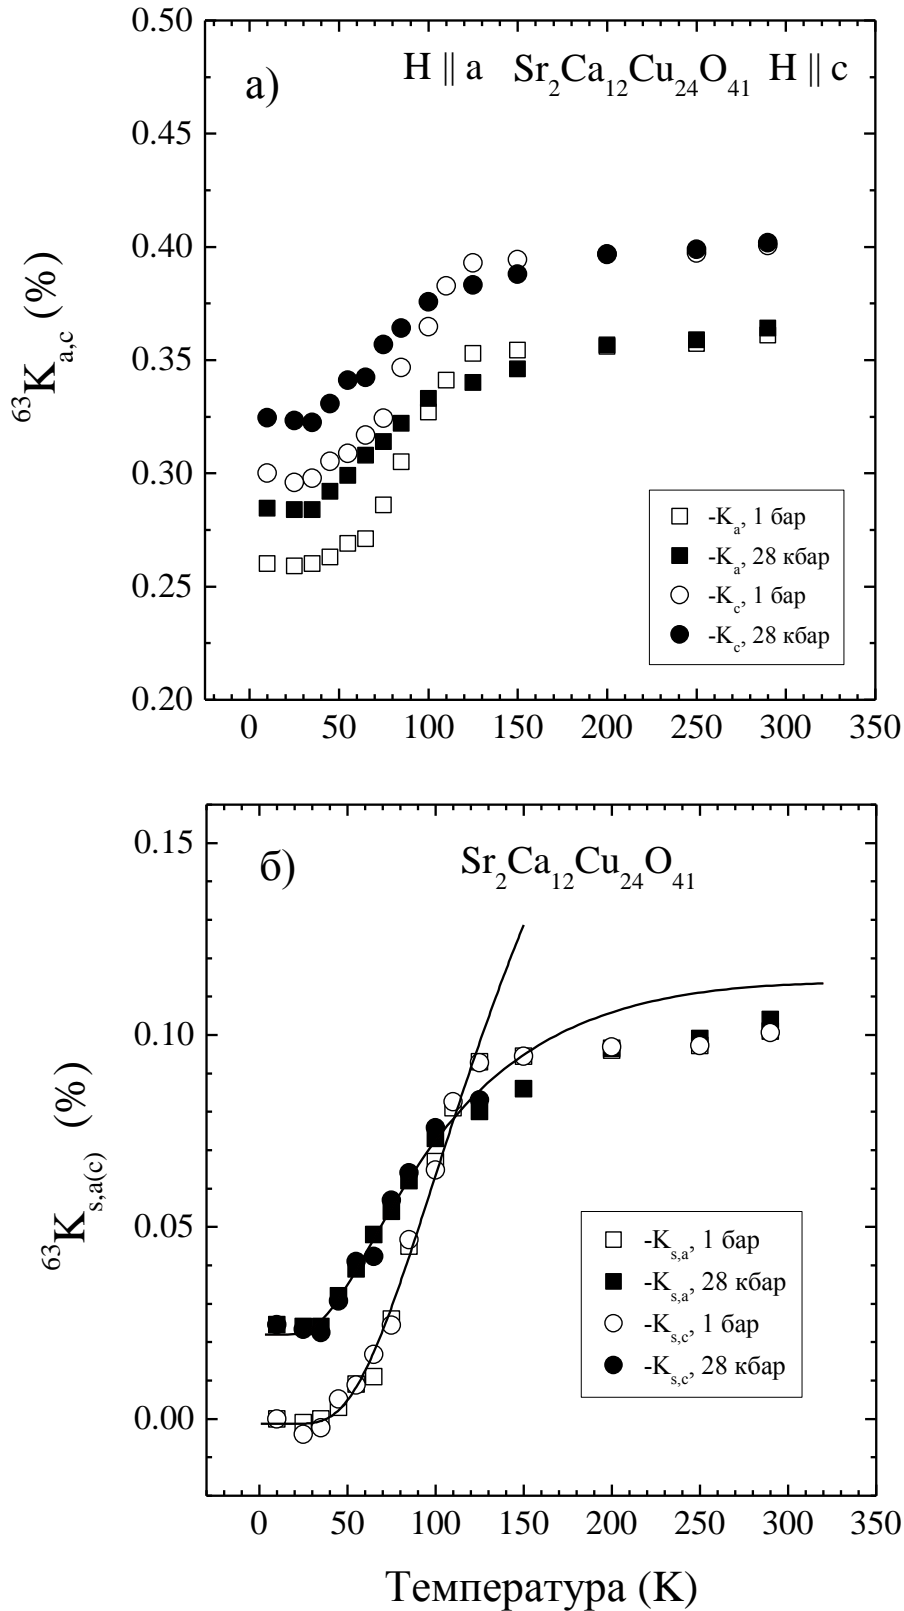 0.50
а) H || a Sr2Ca12Cu24O41 H || c
0.45
0.40
0.35
0.30
0.25
0.20
63Ka,c (%)
-Ka, 1 бар
-Ka, 28 кбар
-Kc, 1 бар
-Kc, 28 кбар
0 50 100 150 200 250 300 350
0.15
б) Sr2Ca12Cu24O41
0.10
0.05
0.00
63Ks,a(c) (%)
-Ks,a, 1 бар
-Ks,a, 28 кбар
-Ks,c, 1 бар
-Ks,c, 28 кбар
0 50 100 150 200 250 300 350
Температура (K)